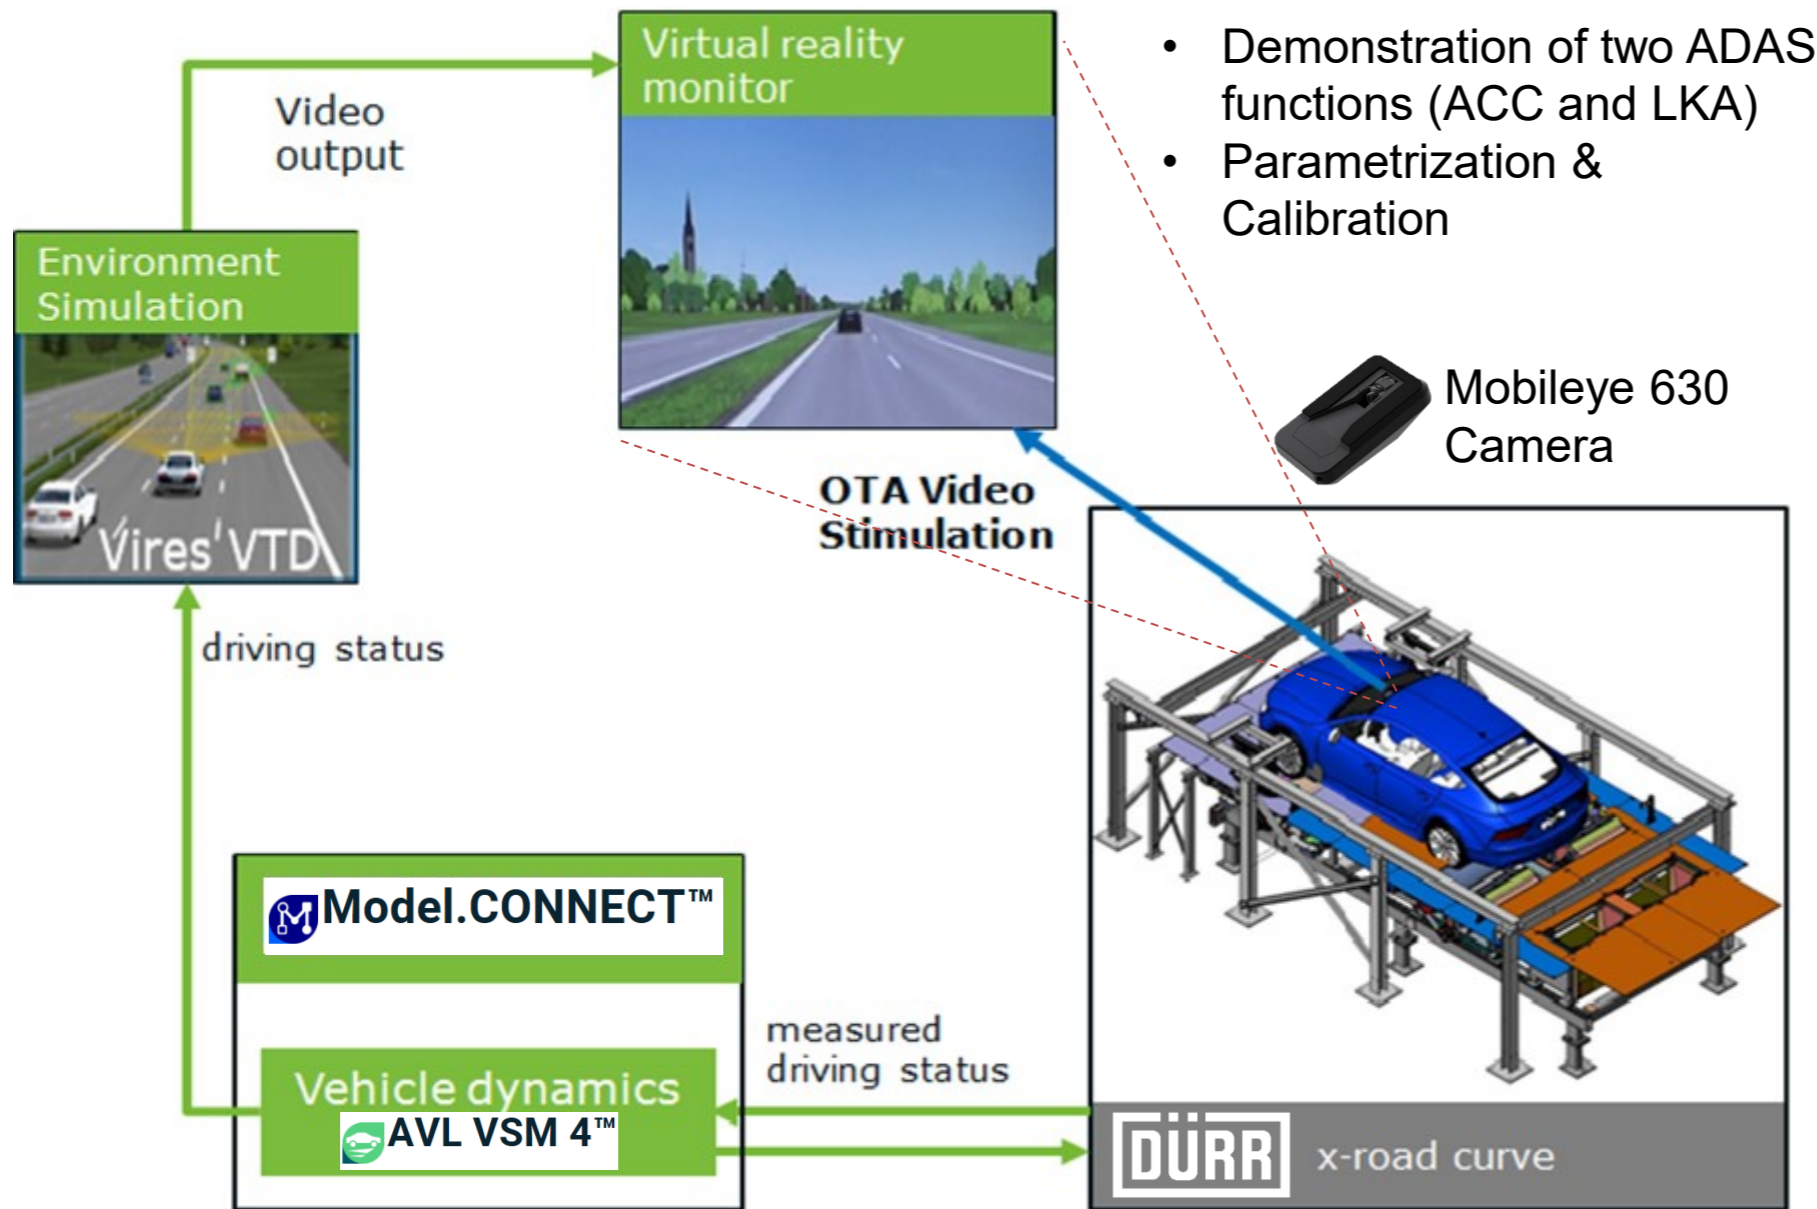 Virtual reality
monitor
• Demonstration of two ADAS
functions (ACC and LKA)
• Parametrization &
Calibration
Video
output
Environment
Simulation
Vires' VTD
Mobileye 630
Camera
OTA Video
Stimulation
driving status
Model.CONNECT™
measured
driving status
Vehicle dynamics
AVL VSM 4™
DÜRR
x-road curve